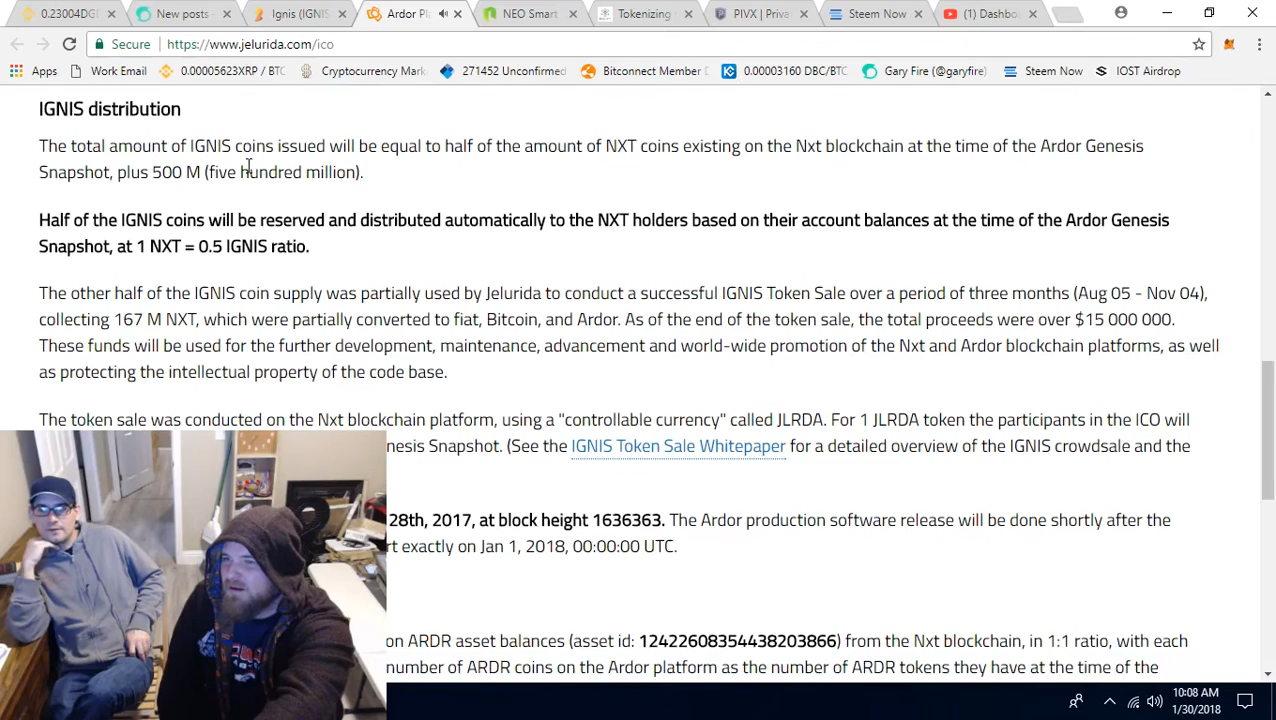 0.23004DG
New posts -
Ignis (IGNIS
Ardor Pl
NEO Smart
Tokenizing
PIVX | Priva
Steem Now
(1) Dashbo
Secure
https://www.jelurida.com/ico
Apps
Work Email
0.00005623XRP / BTC
Cryptocurrency Mark
271452 Unconfirmed
Bitconnect Member D
0.00003160 DBC/BTC
Gary Fire (@garyfire)
Steem Now
IOST Airdrop
IGNIS distribution
The total amount of IGNIS coins issued will be equal to half of the amount of NXT coins existing on the Nxt blockchain at the time of the Ardor Genesis
Snapshot, plus 500 M (five hundred million).
Half of the IGNIS coins will be reserved and distributed automatically to the NXT holders based on their account balances at the time of the Ardor Genesis
Snapshot, at 1 NXT = 0.5 IGNIS ratio.
The other half of the IGNIS coin supply was partially used by Jelurida to conduct a successful IGNIS Token Sale over a period of three months (Aug 05 - Nov 04),
collecting 167 M NXT, which were partially converted to fiat, Bitcoin, and Ardor. As of the end of the token sale, the total proceeds were over $15 000 000.
These funds will be used for the further development, maintenance, advancement and world-wide promotion of the Nxt and Ardor blockchain platforms, as well
as protecting the intellectual property of the code base.
The token sale was conducted on the Nxt blockchain platform, using a "controllable currency" called JLRDA. For 1 JLRDA token the participants in the ICO will
nesis Snapshot. (See the IGNIS Token Sale Whitepaper for a detailed overview of the IGNIS crowdsale and the
28th, 2017, at block height 1636363. The Ardor production software release will be done shortly after the
rt exactly on Jan 1, 2018, 00:00:00 UTC.
on ARDR asset balances (asset id: 12422608354438203866) from the Nxt blockchain, in 1:1 ratio, with each
number of ARDR coins on the Ardor platform as the number of ARDR tokens they have at the time of the
10:08 AM
1/30/2018